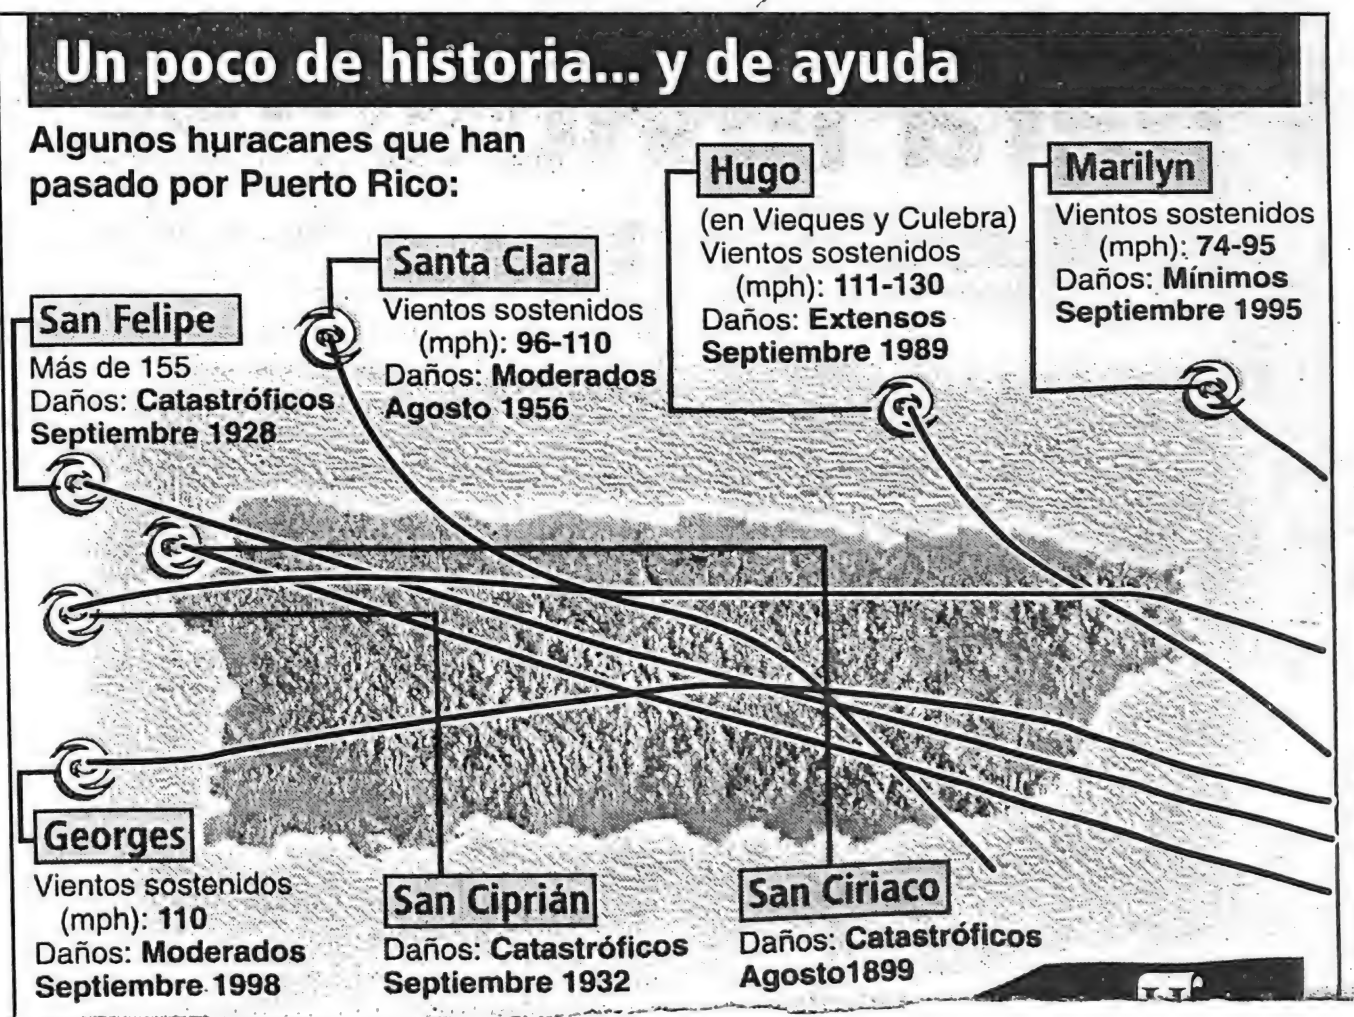 Un poco de historia... y de ayuda
Algunos huracanes que han
pasado por Puerto Rico:
San Felipe
Más de 155
Daños: Catastróficos
Septiembre 1928
Santa Clara
Vientos sostenidos
(mph): 96-110
Daños: Moderados
Agosto 1956
Hugo
(en Vieques y Culebra)
Vientos sostenidos
(mph): 111-130
Daños: Extensos
Septiembre 1989
Marilyn
Vientos sostenidos
(mph): 74-95
Daños: Mínimos
Septiembre 1995
Georges
Vientos sostenidos
(mph): 110
Daños: Moderados
Septiembre 1998
San Ciprián
Daños: Catastróficos
Septiembre 1932
San Ciriaco
Daños: Catastróficos
Agosto1899